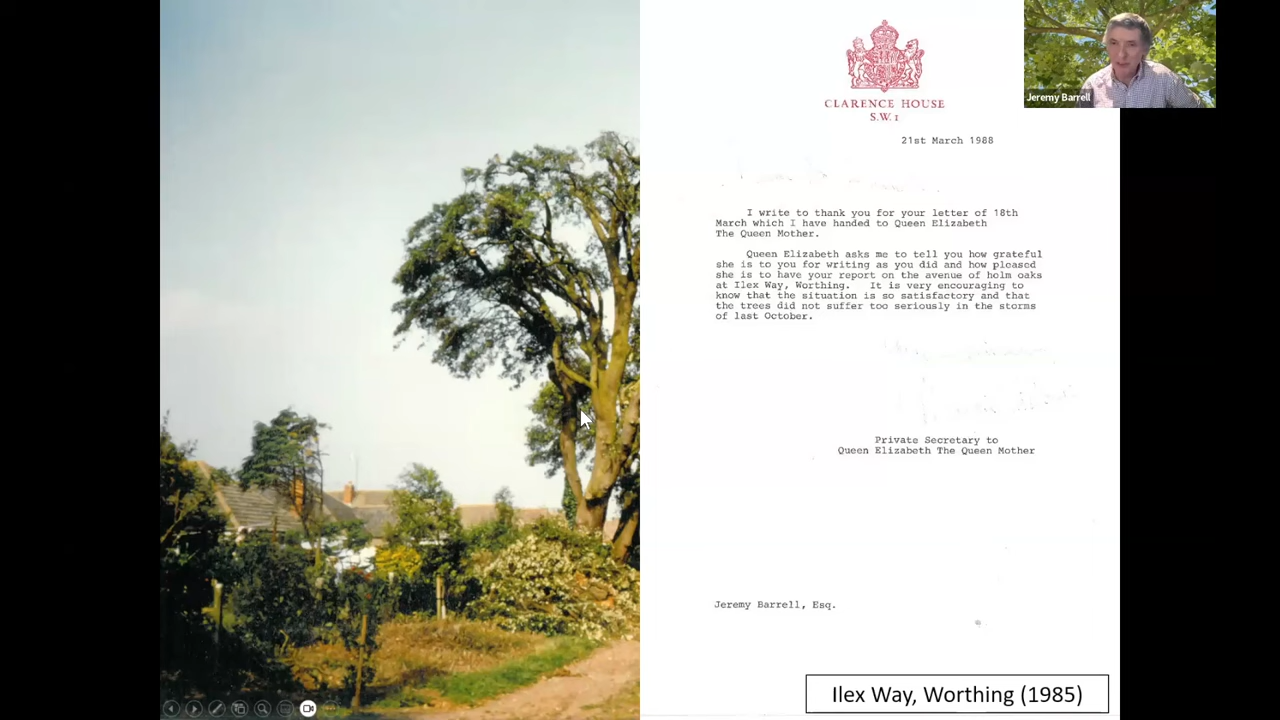 CLARENCE HOUSE
S.W.1
Jeremy Barrell
21st March 1988
I write to thank you for your letter of 18th
March which I have handed to Queen Elizabeth
The Queen Mother.
Queen Elizabeth asks me to tell you how grateful
she is to you for writing as you did and how pleased
she is to have your report on the avenue of holm oaks
at Ilex Way, Worthing. It is very encouraging to
know that the situation is so satisfactory and that
the trees did not suffer too seriously in the storms
of last October.
Private Secretary to
Queen Elizabeth The Queen Mother
Jeremy Barrell, Esq.
Ilex Way, Worthing (1985)